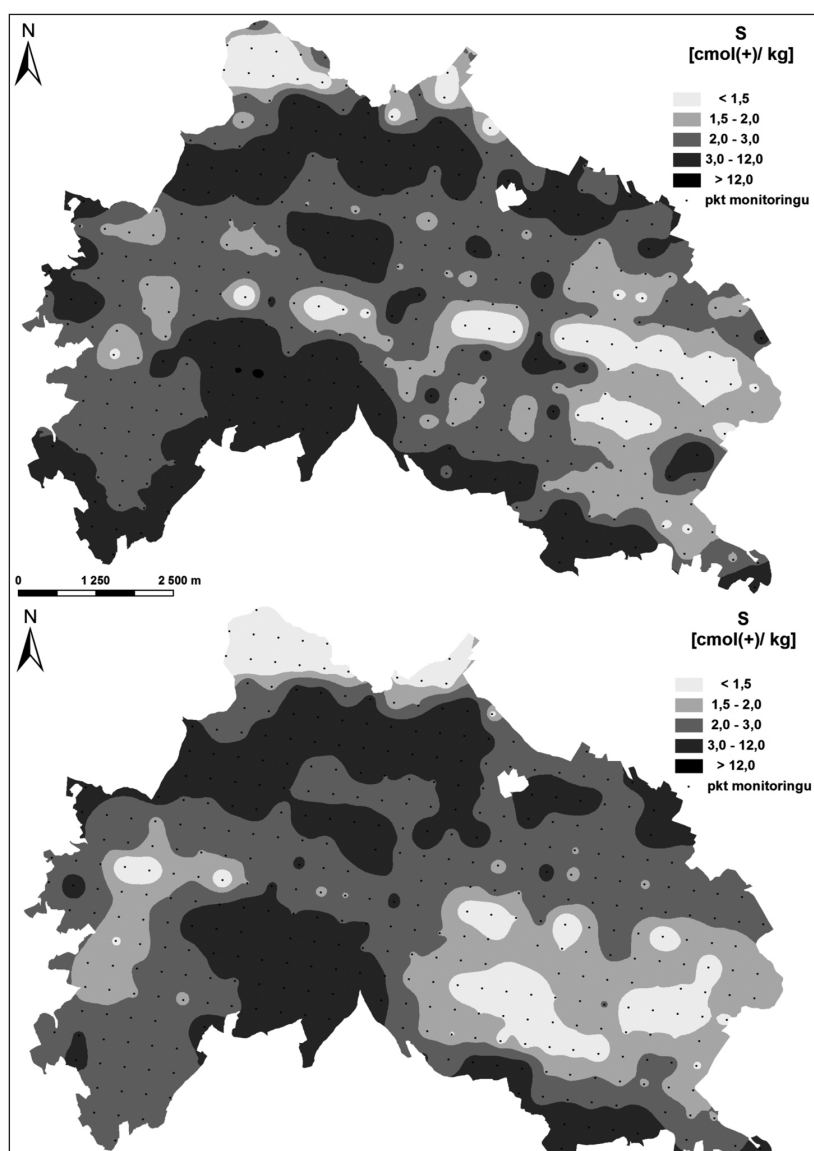 N
S
[cmol(+)/ kg]
< 1,5
1,5 - 2,0
2,0 - 3,0
3,0 - 12,0
> 12,0
pkt monitoringu
0 1 250 2 500 m
N
S
[cmol(+)/ kg]
< 1,5
1,5 - 2,0
2,0 - 3,0
3,0 - 12,0
> 12,0
pkt monitoringu